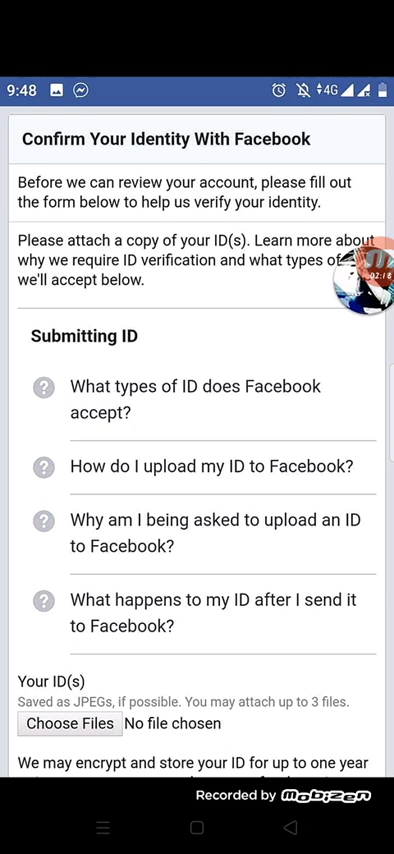 9:48 4G
Confirm Your Identity With Facebook
Before we can review your account, please fill out
the form below to help us verify your identity.
Please attach a copy of your ID(s). Learn more about
why we require ID verification and what types of
we'll accept below.
02:18
Submitting ID
What types of ID does Facebook
accept?
How do I upload my ID to Facebook?
Why am I being asked to upload an ID
to Facebook?
What happens to my ID after I send it
to Facebook?
Your ID(s)
Saved as JPEGs, if possible. You may attach up to 3 files.
Choose Files No file chosen
We may encrypt and store your ID for up to one year
Recorded by Mobizen